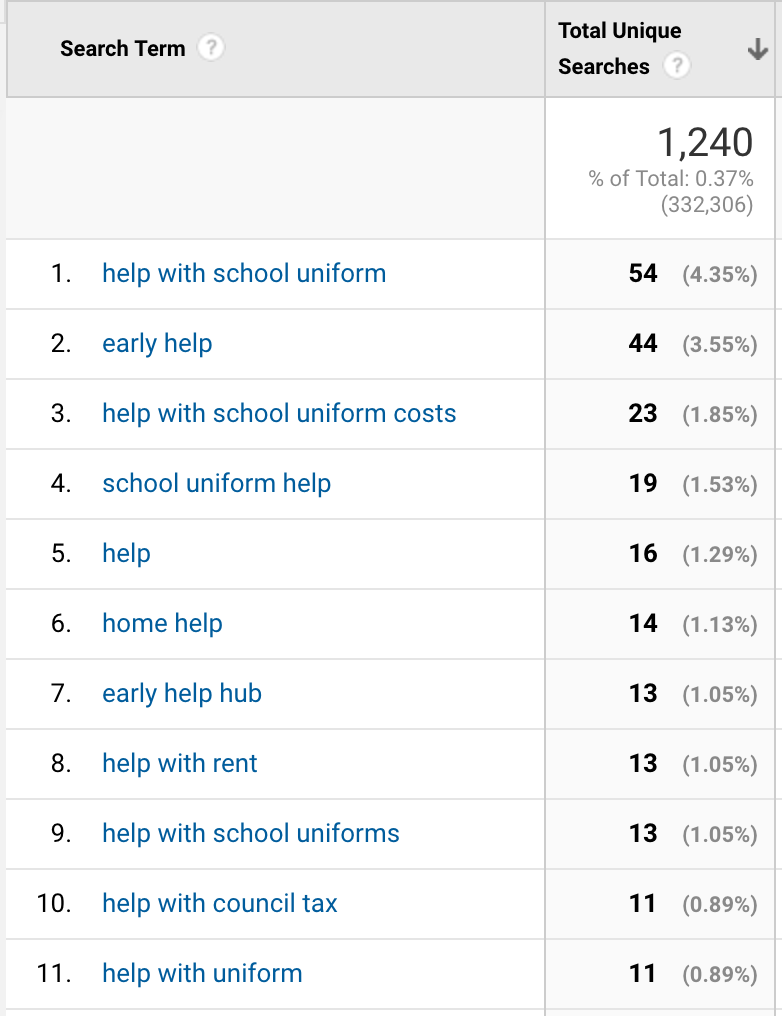 Search Term ?
Total Unique
Searches ?
1,240
% of Total: 0.37%
(332,306)
1. help with school uniform 54 (4.35%)
2. early help 44 (3.55%)
3. help with school uniform costs 23 (1.85%)
4. school uniform help 19 (1.53%)
5. help 16 (1.29%)
6. home help 14 (1.13%)
7. early help hub 13 (1.05%)
8. help with rent 13 (1.05%)
9. help with school uniforms 13 (1.05%)
10. help with council tax 11 (0.89%)
11. help with uniform 11 (0.89%)